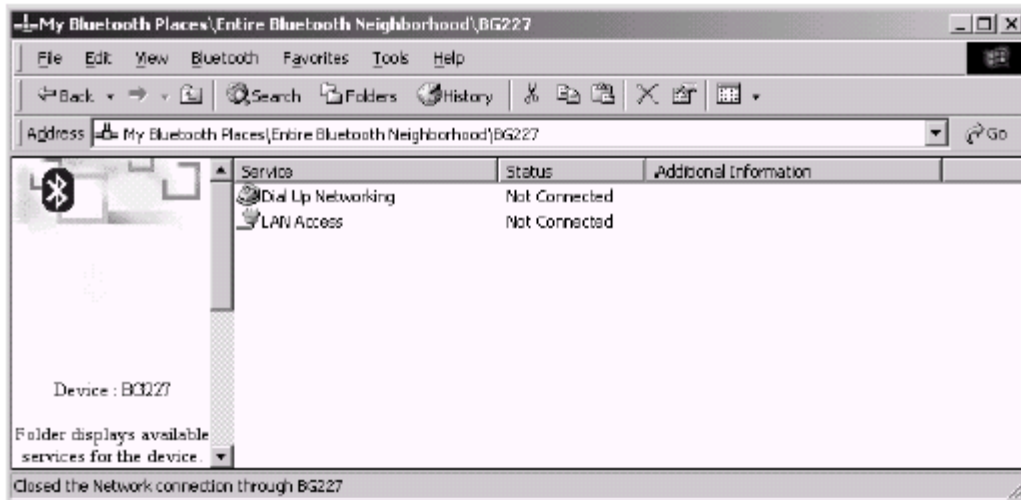 My Bluetooth Places\Entire Bluetooth Neighborhood\BG227
File Edit View Bluetooth Favorites Tools Help
Back Search Folders History
Address My Bluetooth Places\Entire Bluetooth Neighborhood\BG227 Go
Service Status Additional Information
Dial Up Networking Not Connected
LAN Access Not Connected
Device : BG227
Folder displays available
services for the device.
Closed the Network connection through BG227